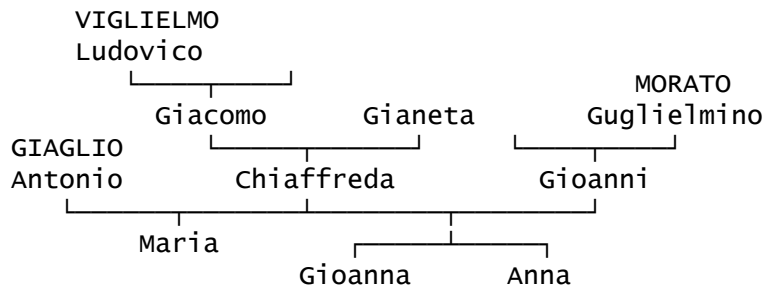 VIGLIELMO
Ludovico
MORATO
Giacomo Gianeta Guglielmino
GIAGLIO
Antonio Chiaffreda Gioanni
Maria
Gioanna Anna